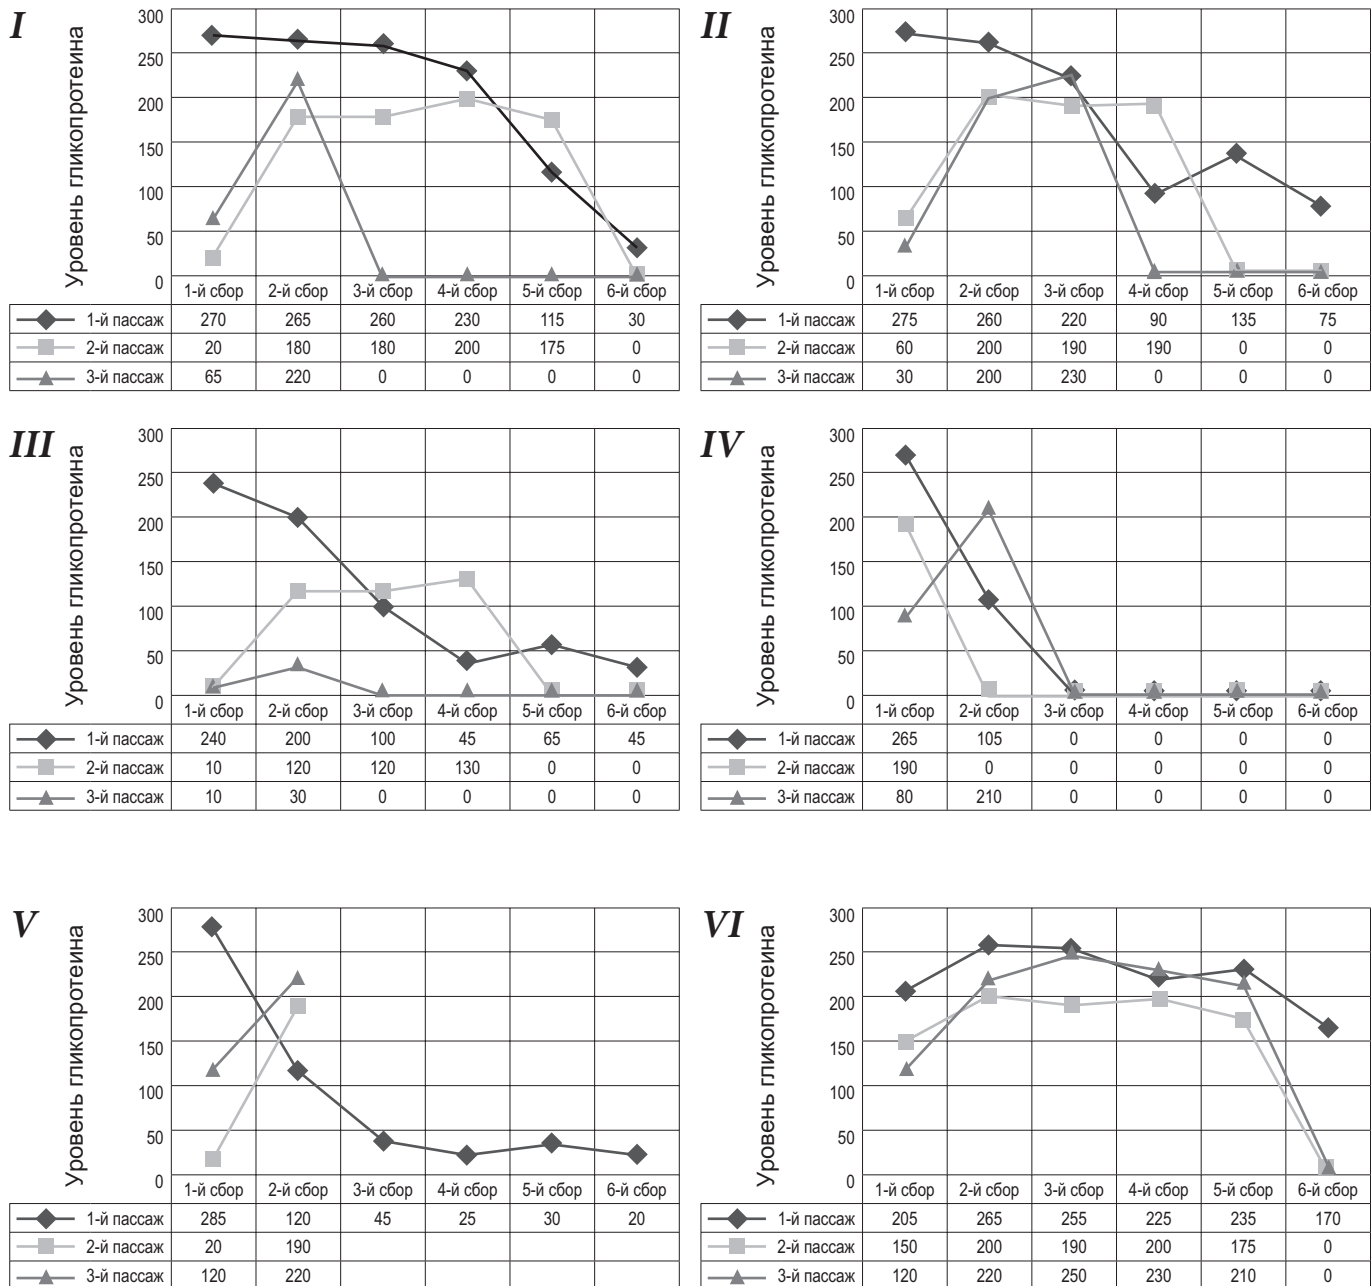 I
Уровень гликопротеина
300
250
200
150
100
50
0
1-й сбор 2-й сбор 3-й сбор 4-й сбор 5-й сбор 6-й сбор
1-й пассаж 270 265 260 230 115 30
2-й пассаж 20 180 180 200 175 0
3-й пассаж 65 220 0 0 0 0
II
Уровень гликопротеина
300
250
200
150
100
50
0
1-й сбор 2-й сбор 3-й сбор 4-й сбор 5-й сбор 6-й сбор
1-й пассаж 275 260 220 90 135 75
2-й пассаж 60 200 190 190 0 0
3-й пассаж 30 200 230 0 0 0
III
Уровень гликопротеина
300
250
200
150
100
50
0
1-й сбор 2-й сбор 3-й сбор 4-й сбор 5-й сбор 6-й сбор
1-й пассаж 240 200 100 45 65 45
2-й пассаж 10 120 120 130 0 0
3-й пассаж 10 30 0 0 0 0
IV
Уровень гликопротеина
300
250
200
150
100
50
0
1-й сбор 2-й сбор 3-й сбор 4-й сбор 5-й сбор 6-й сбор
1-й пассаж 265 105 0 0 0 0
2-й пассаж 190 0 0 0 0 0
3-й пассаж 80 210 0 0 0 0
V
Уровень гликопротеина
300
250
200
150
100
50
0
1-й сбор 2-й сбор 3-й сбор 4-й сбор 5-й сбор 6-й сбор
1-й пассаж 285 120 45 25 30 20
2-й пассаж 20 190
3-й пассаж 120 220
VI
Уровень гликопротеина
300
250
200
150
100
50
0
1-й сбор 2-й сбор 3-й сбор 4-й сбор 5-й сбор 6-й сбор
1-й пассаж 205 265 255 225 235 170
2-й пассаж 150 200 190 200 175 0
3-й пассаж 120 220 250 230 210 0